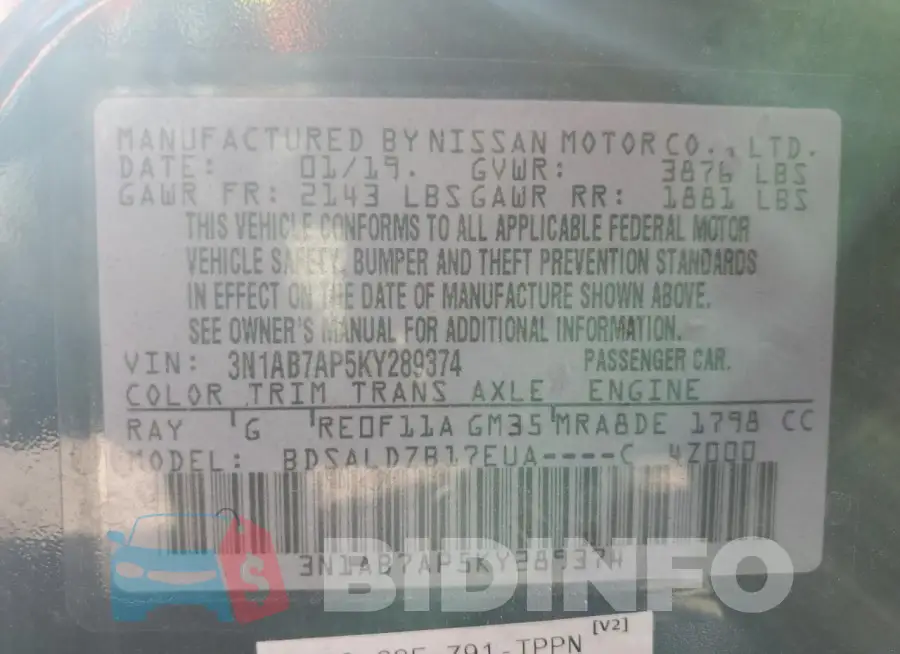 MANUFACTURED BY NISSAN MOTOR CO., LTD.
DATE: 01/19. GVWR: 3876 LBS
GAWR FR: 2143 LBS GAWR RR: 1881 LBS
THIS VEHICLE CONFORMS TO ALL APPLICABLE FEDERAL MOTOR
VEHICLE SAFETY, BUMPER AND THEFT PREVENTION STANDARDS
IN EFFECT ON THE DATE OF MANUFACTURE SHOWN ABOVE.
SEE OWNER'S MANUAL FOR ADDITIONAL INFORMATION.
VIN: 3N1AB7AP5KY289374 PASSENGER CAR.
COLOR TRIM TRANS AXLE ENGINE
RAY G RE0F11A GM35 MRA8DE 1798 CC
MODEL: BDSALD7B17EUA----C 4Z000
3N1AB7AP5KY289374
$ BIDINFO
[V2]
791-TPPN